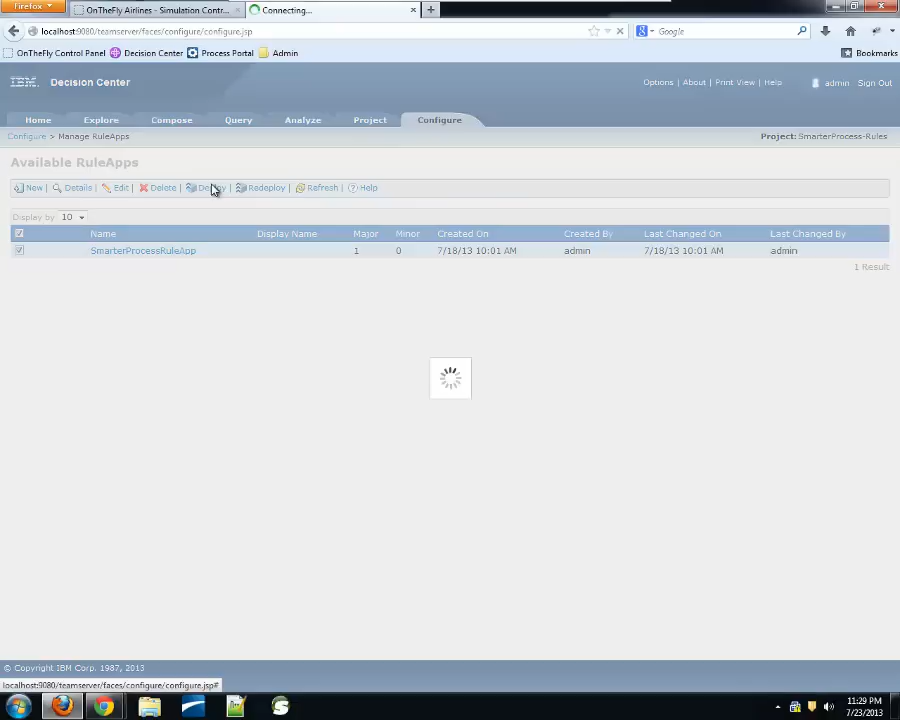 Firefox
OnTheFly Airlines - Simulation Contr...
Connecting...
localhost:9080/teamserver/faces/configure/configure.jsp
Google
OnTheFly Control Panel
Decision Center
Process Portal
Admin
Bookmarks
IBM. Decision Center
Options | About | Print View | Help
admin
Sign Out
Home
Explore
Compose
Query
Analyze
Project
Configure
Configure > Manage RuleApps
Project: SmarterProcess-Rules
Available RuleApps
New | Details | Edit | Delete | Deploy | Redeploy | Refresh | Help
Display by 10
Name Display Name Major Minor Created On Created By Last Changed On Last Changed By
SmarterProcessRuleApp 1 0 7/18/13 10:01 AM admin 7/18/13 10:01 AM admin
1 Result
© Copyright IBM Corp. 1987, 2013
localhost:9080/teamserver/faces/configure/configure.jsp#
11:29 PM
7/23/2013